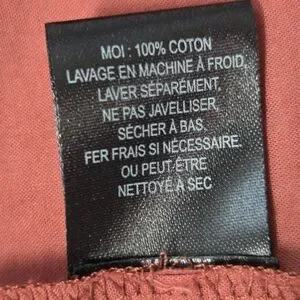 MOI : 100% COTON
LAVAGE EN MACHINE À FROID,
LAVER SÉPARÉMENT,
NE PAS JAVELLISER,
SÉCHER À BAS,
FER FRAIS SI NÉCESSAIRE.
OU PEUT-ÊTRE
NETTOYÉ À SEC